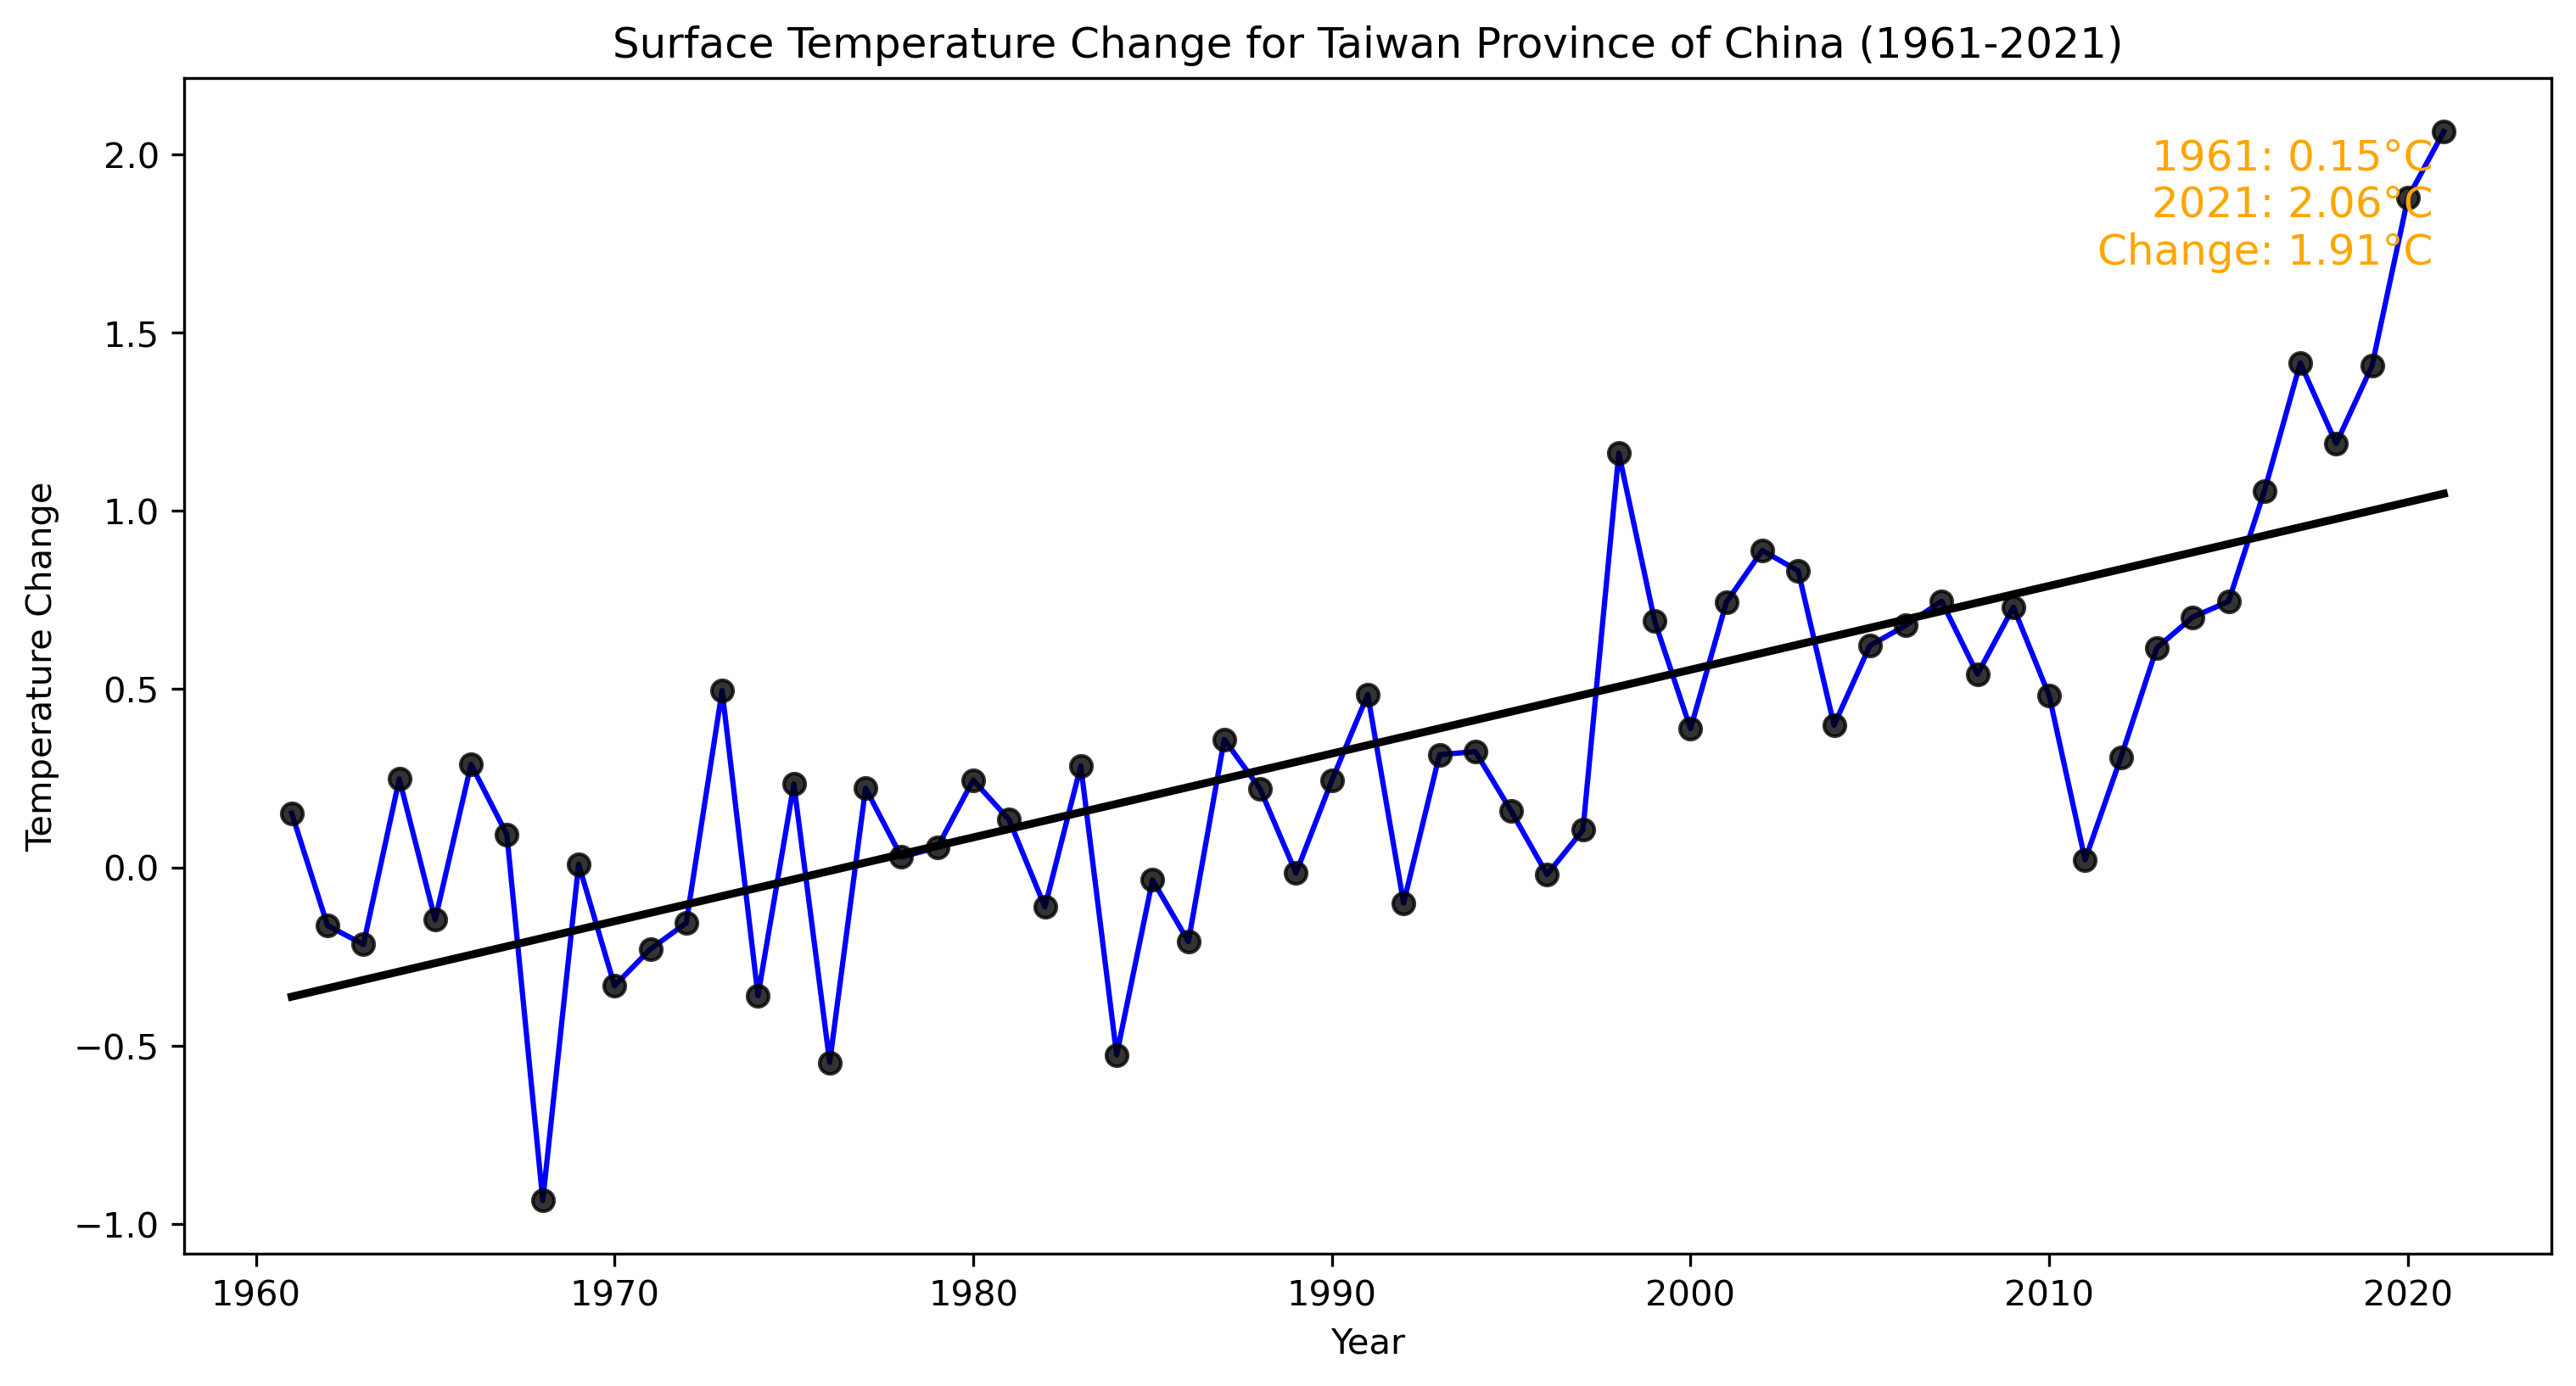 Surface Temperature Change for Taiwan Province of China (1961-2021)
1961: 0.15°C
2021: 2.06°C
Change: 1.91°C
Temperature Change
2.0
1.5
1.0
0.5
0.0
−0.5
−1.0
1960 1970 1980 1990 2000 2010 2020
Year